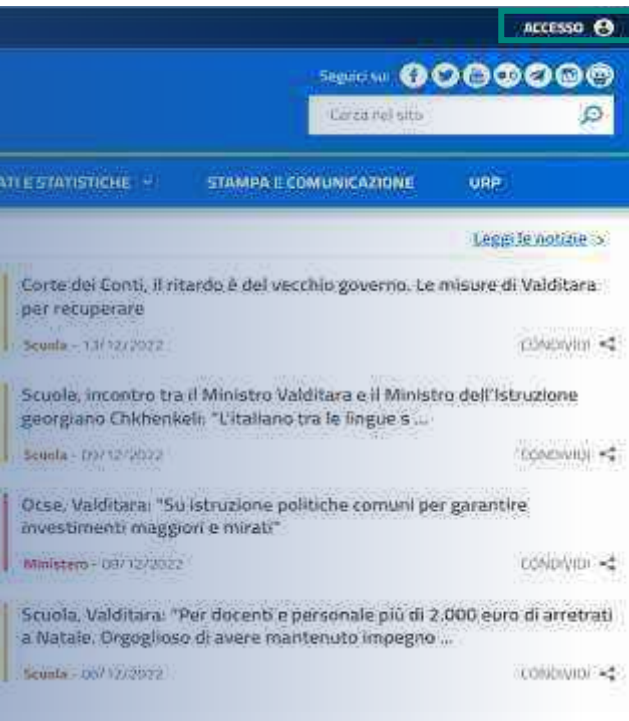 ACCESSO
Seguici su:
Cerca nel sito
ATI E STATISTICHE
STAMPA E COMUNICAZIONE
URP
Leggi le notizie >
Corte dei Conti, il ritardo è del vecchio governo. Le misure di Valditara
per recuperare
Scuola - 13/12/2022
CONDIVIDI
Scuola, incontro tra il Ministro Valditara e il Ministro dell'Istruzione
georgiano Chkhenkeli: "L'italiano tra le lingue s ...
Scuola - 09/12/2022
CONDIVIDI
Ocse, Valditara: "Su istruzione politiche comuni per garantire
investimenti maggiori e mirati"
Ministero - 08/12/2022
CONDIVIDI
Scuola, Valditara: "Per docenti e personale più di 2.000 euro di arretrati
a Natale. Orgoglioso di avere mantenuto impegno ...
Scuola - 06/12/2022
CONDIVIDI